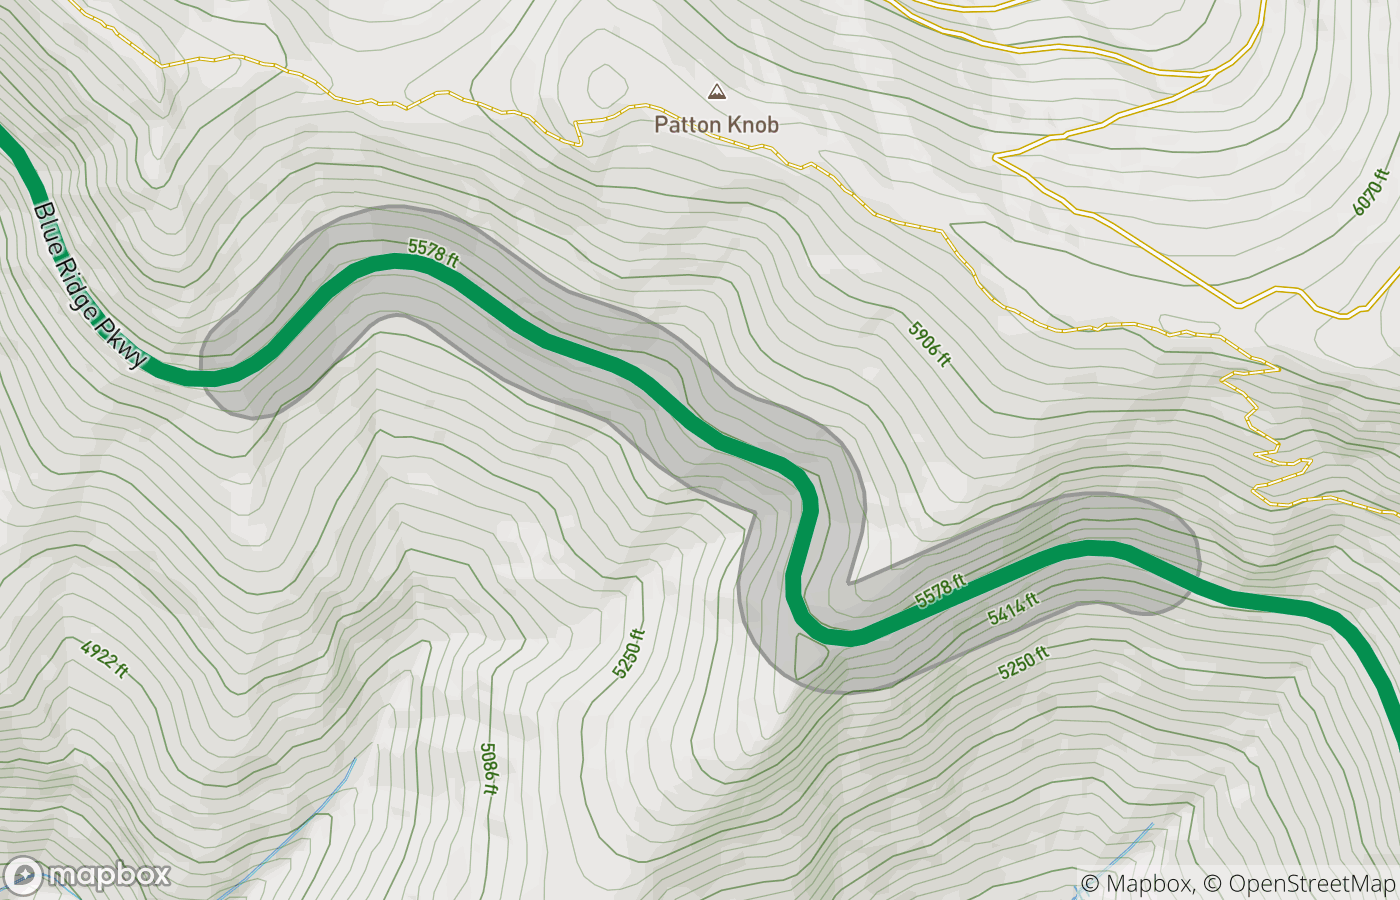 Patton Knob
6070 ft
Blue Ridge Pkwy
5578 ft
5906 ft
5578 ft
5414 ft
5250 ft
5250 ft
4922 ft
5086 ft
mapbox
© Mapbox, © OpenStreetMap